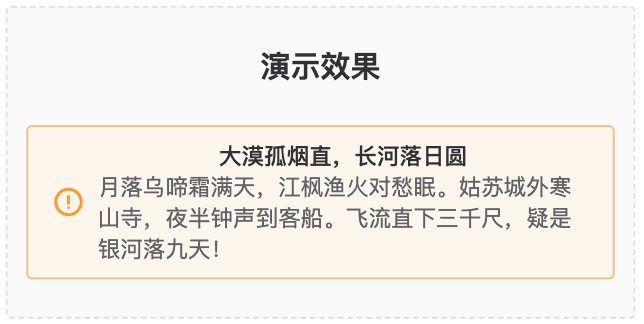 演示效果
大漠孤烟直，长河落日圆
月落乌啼霜满天，江枫渔火对愁眠。姑苏城外寒
山寺，夜半钟声到客船。飞流直下三千尺，疑是
银河落九天！